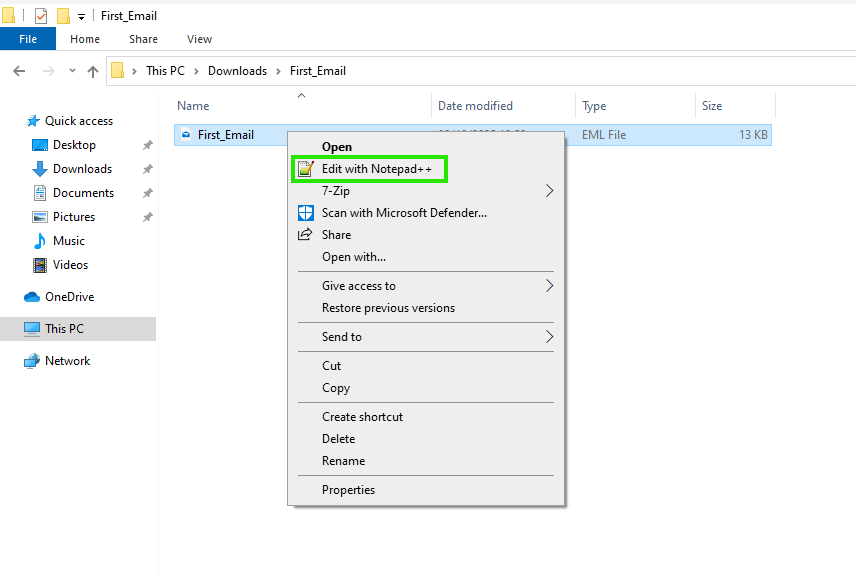 First_Email
File Home Share View
This PC > Downloads > First_Email
Name Date modified Type Size
Quick access
First_Email EML File 13 KB
Desktop
Downloads
Documents
Pictures
Music
Videos
OneDrive
This PC
Network
Open
Edit with Notepad++
7-Zip
Scan with Microsoft Defender...
Share
Open with...
Give access to
Restore previous versions
Send to
Cut
Copy
Create shortcut
Delete
Rename
Properties